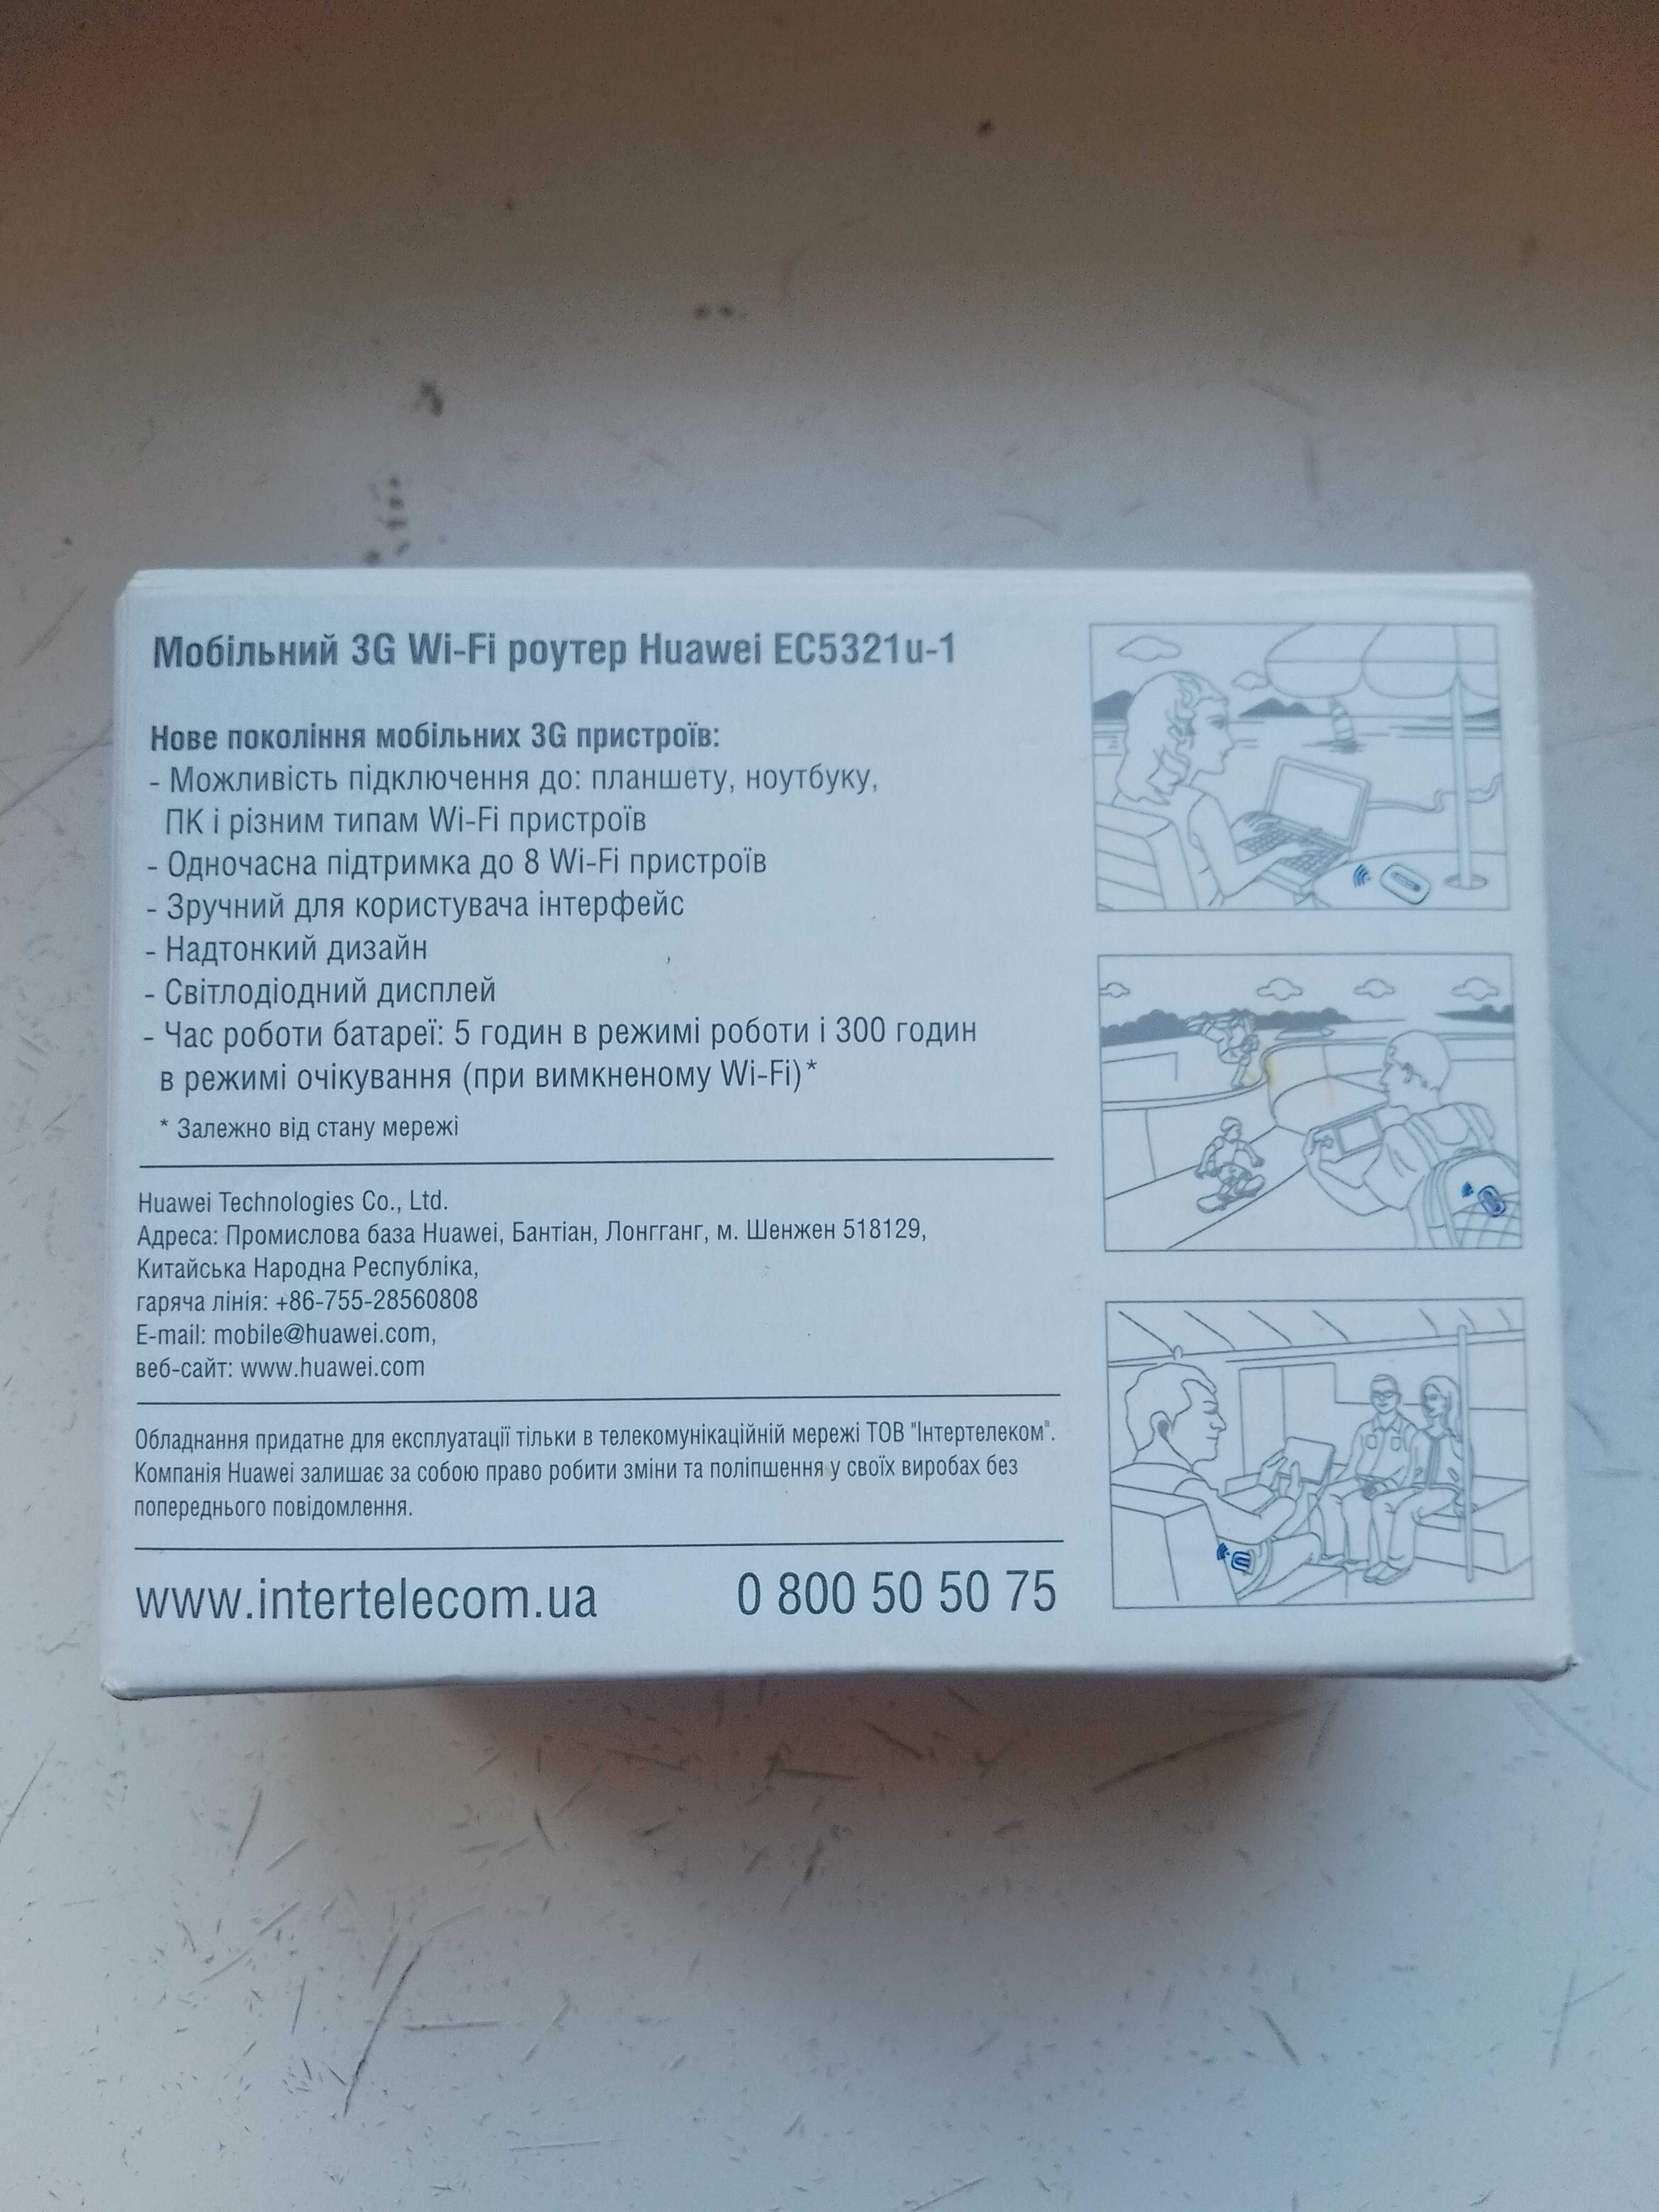 Мобільний 3G Wi-Fi роутер Huawei EC5321u-1
Нове покоління мобільних 3G пристроїв:
- Можливість підключення до: планшету, ноутбуку,
ПК і різним типам Wi-Fi пристроїв
- Одночасна підтримка до 8 Wi-Fi пристроїв
- Зручний для користувача інтерфейс
- Надтонкий дизайн
- Світлодіодний дисплей
- Час роботи батареї: 5 годин в режимі роботи і 300 годин
в режимі очікування (при вимкненому Wi-Fi)*
* Залежно від стану мережі
Huawei Technologies Co., Ltd.
Адреса: Промислова база Huawei, Бантіан, Лонгганг, м. Шенжен 518129,
Китайська Народна Республіка,
гаряча лінія: +86-755-28560808
E-mail: mobile@huawei.com,
веб-сайт: www.huawei.com
Обладнання придатне для експлуатації тільки в телекомунікаційній мережі ТОВ "Інтертелеком".
Компанія Huawei залишає за собою право робити зміни та поліпшення у своїх виробах без
попереднього повідомлення.
www.intertelecom.ua 0 800 50 50 75